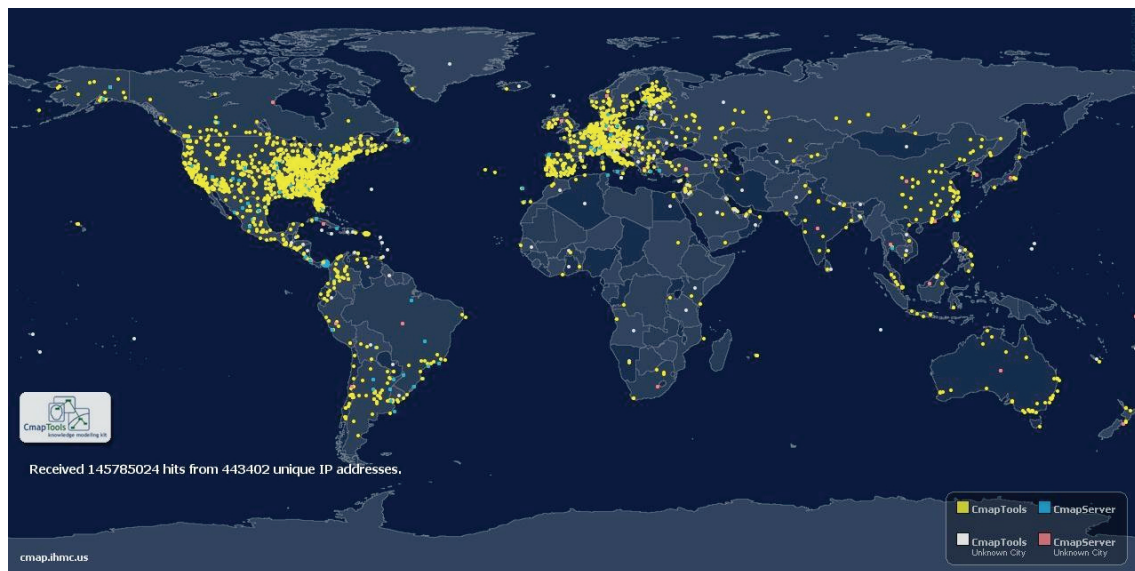 CmapTools
knowledge modeling kit
Received 145785024 hits from 443402 unique IP addresses.
CmapTools
CmapServer
CmapTools
Unknown City
CmapServer
Unknown City
cmap.ihmc.us